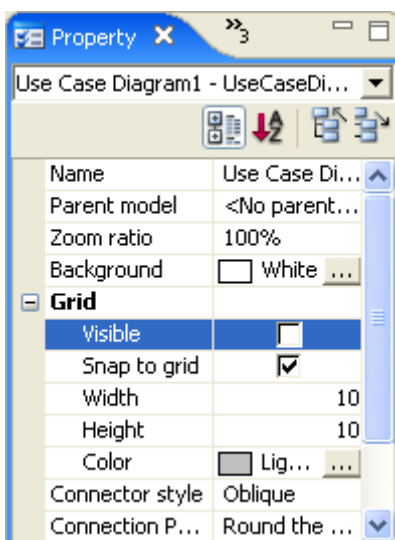 Property »3
Use Case Diagram1 - UseCaseDi...
Name Use Case Di...
Parent model <No parent...
Zoom ratio 100%
Background White ...
Grid
Visible
Snap to grid
Width 10
Height 10
Color Lig... ...
Connector style Oblique
Connection P... Round the ...